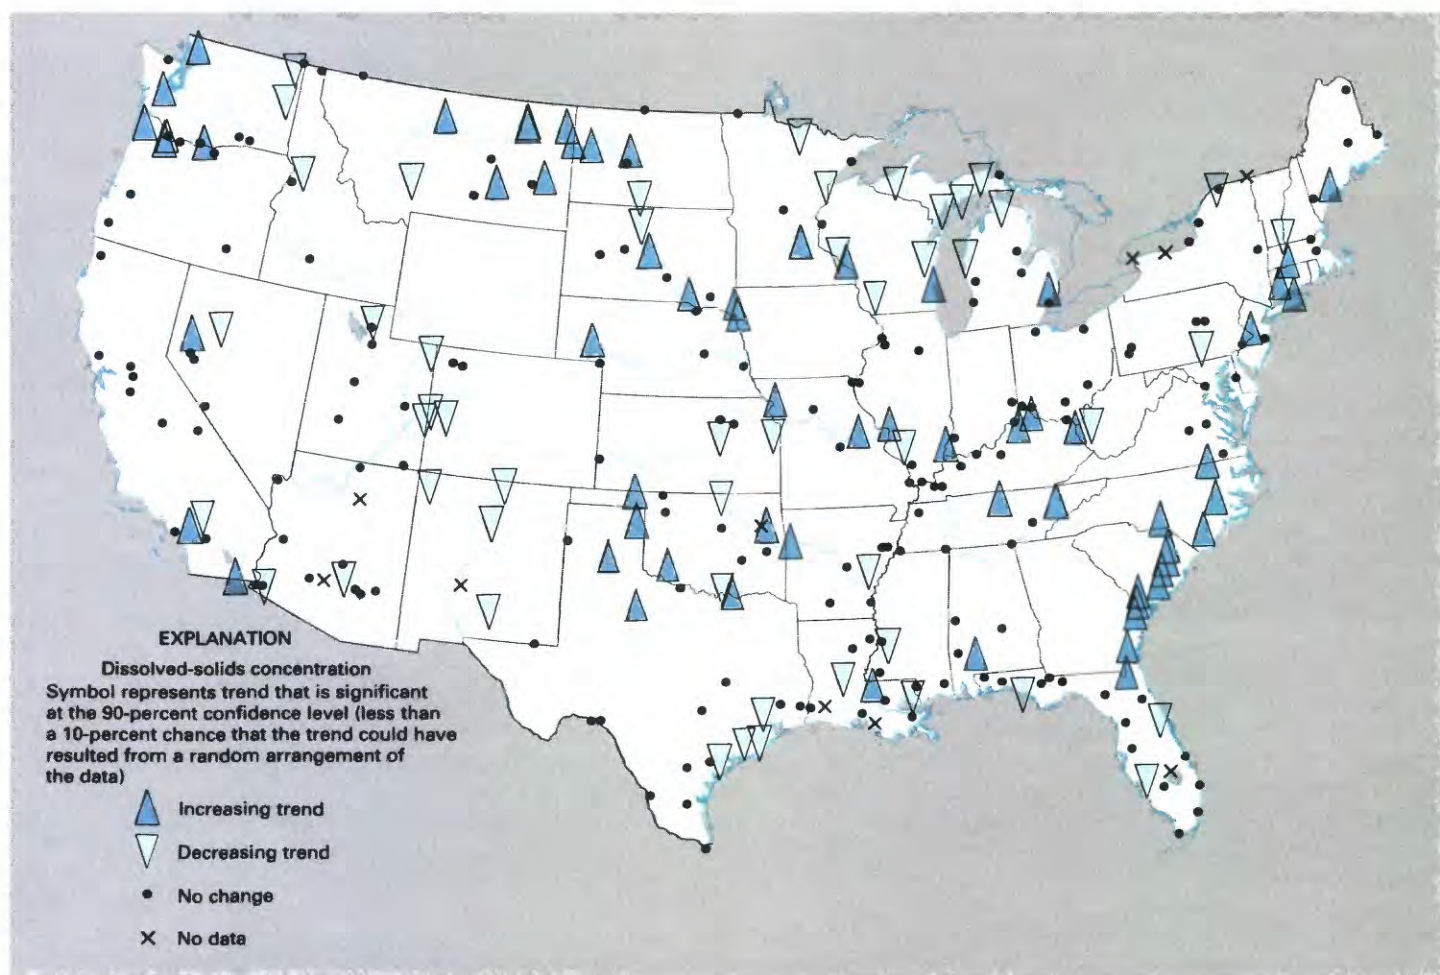 EXPLANATION
Dissolved-solids concentration
Symbol represents trend that is significant
at the 90-percent confidence level (less than
a 10-percent chance that the trend could have
resulted from a random arrangement of
the data)
Increasing trend
Decreasing trend
No change
No data